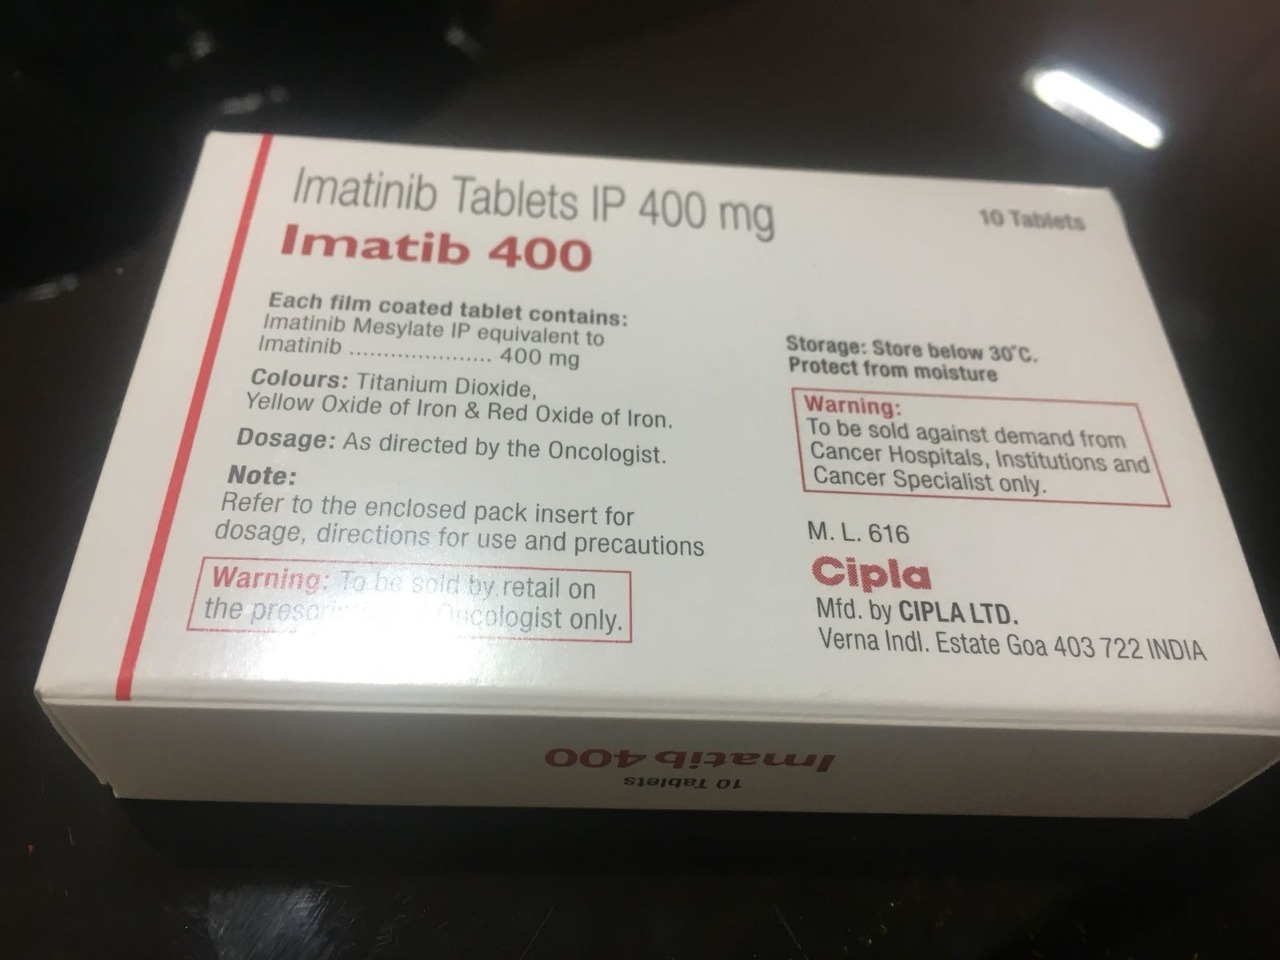 Imatinib Tablets IP 400 mg
Imatib 400
10 Tablets
Each film coated tablet contains:
Imatinib Mesylate IP equivalent to
Imatinib ..................... 400 mg
Colours: Titanium Dioxide,
Yellow Oxide of Iron & Red Oxide of Iron.
Dosage: As directed by the Oncologist.
Note:
Refer to the enclosed pack insert for
dosage, directions for use and precautions
Warning: To be sold by retail on
the Oncologist only.
Storage: Store below 30°C.
Protect from moisture
Warning:
To be sold against demand from
Cancer Hospitals, Institutions and
Cancer Specialist only.
M. L. 616
Cipla
Mfd. by CIPLA LTD.
Verna Indl. Estate Goa 403 722 INDIA
Imatib 400
10 Tablets